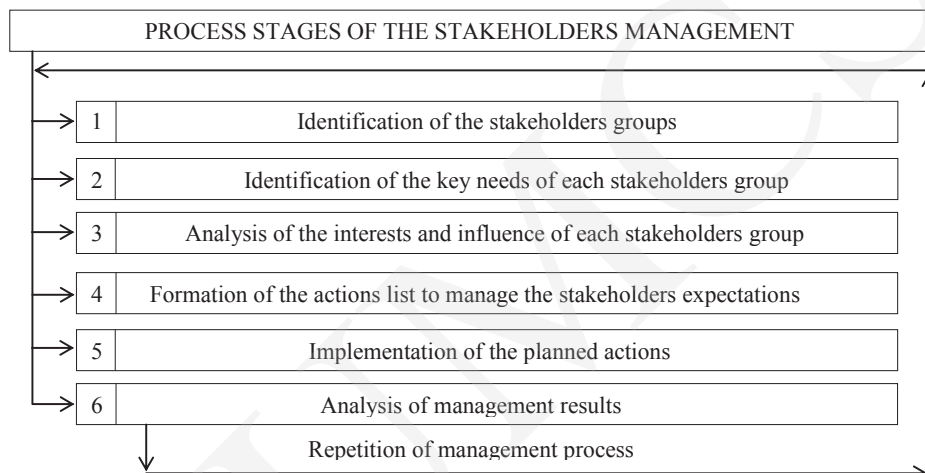 PROCESS STAGES OF THE STAKEHOLDERS MANAGEMENT
1 Identification of the stakeholders groups
2 Identification of the key needs of each stakeholders group
3 Analysis of the interests and influence of each stakeholders group
4 Formation of the actions list to manage the stakeholders expectations
5 Implementation of the planned actions
6 Analysis of management results
Repetition of management process
UMCS